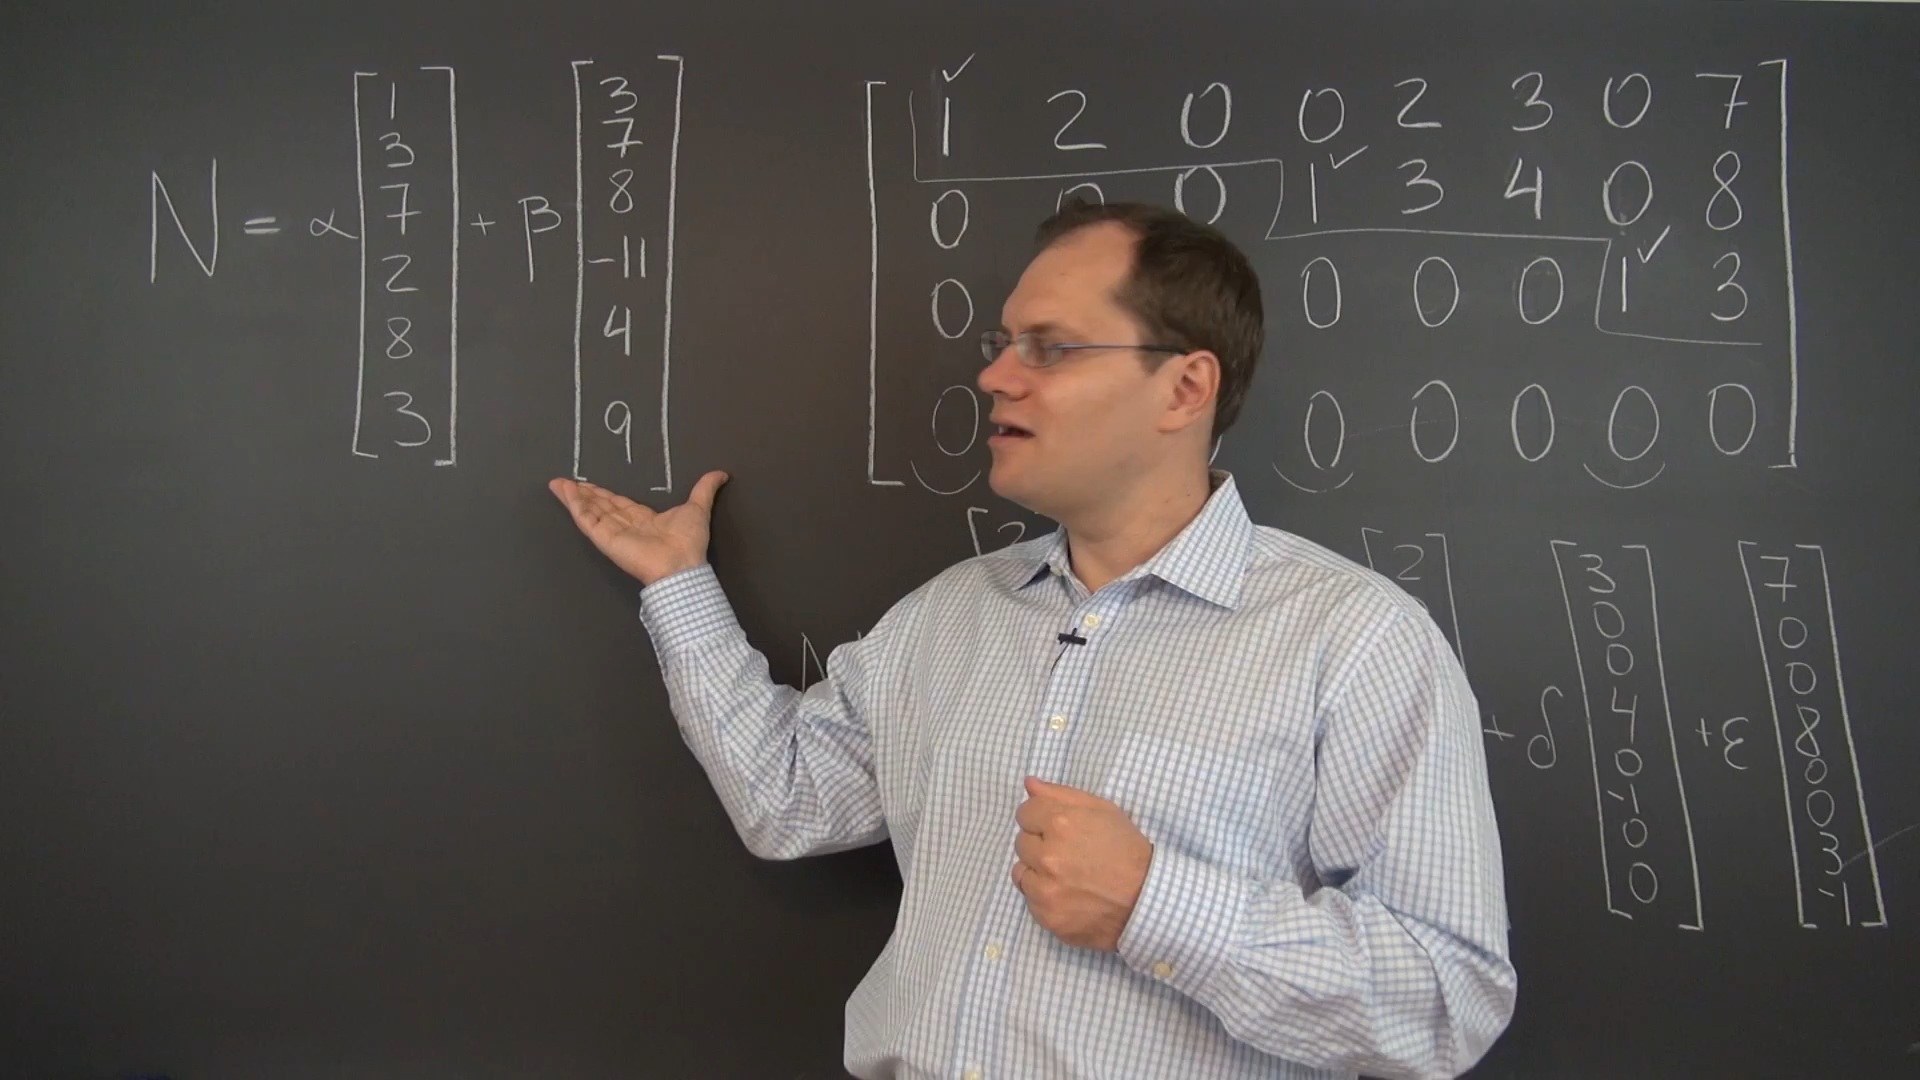 N = α [1 3 7 2 8 3] + β [3 7 8 -11 4 9]
1 2 0 0 2 3 0 7
0 0 0 1 3 4 0 8
0 0 0 0 1 3
0 0 0 0 0 0
N
[2
[2
+ δ [3 0 0 4 0 -1 0 0]
+ ε [7 0 0 8 0 0 3 -1]